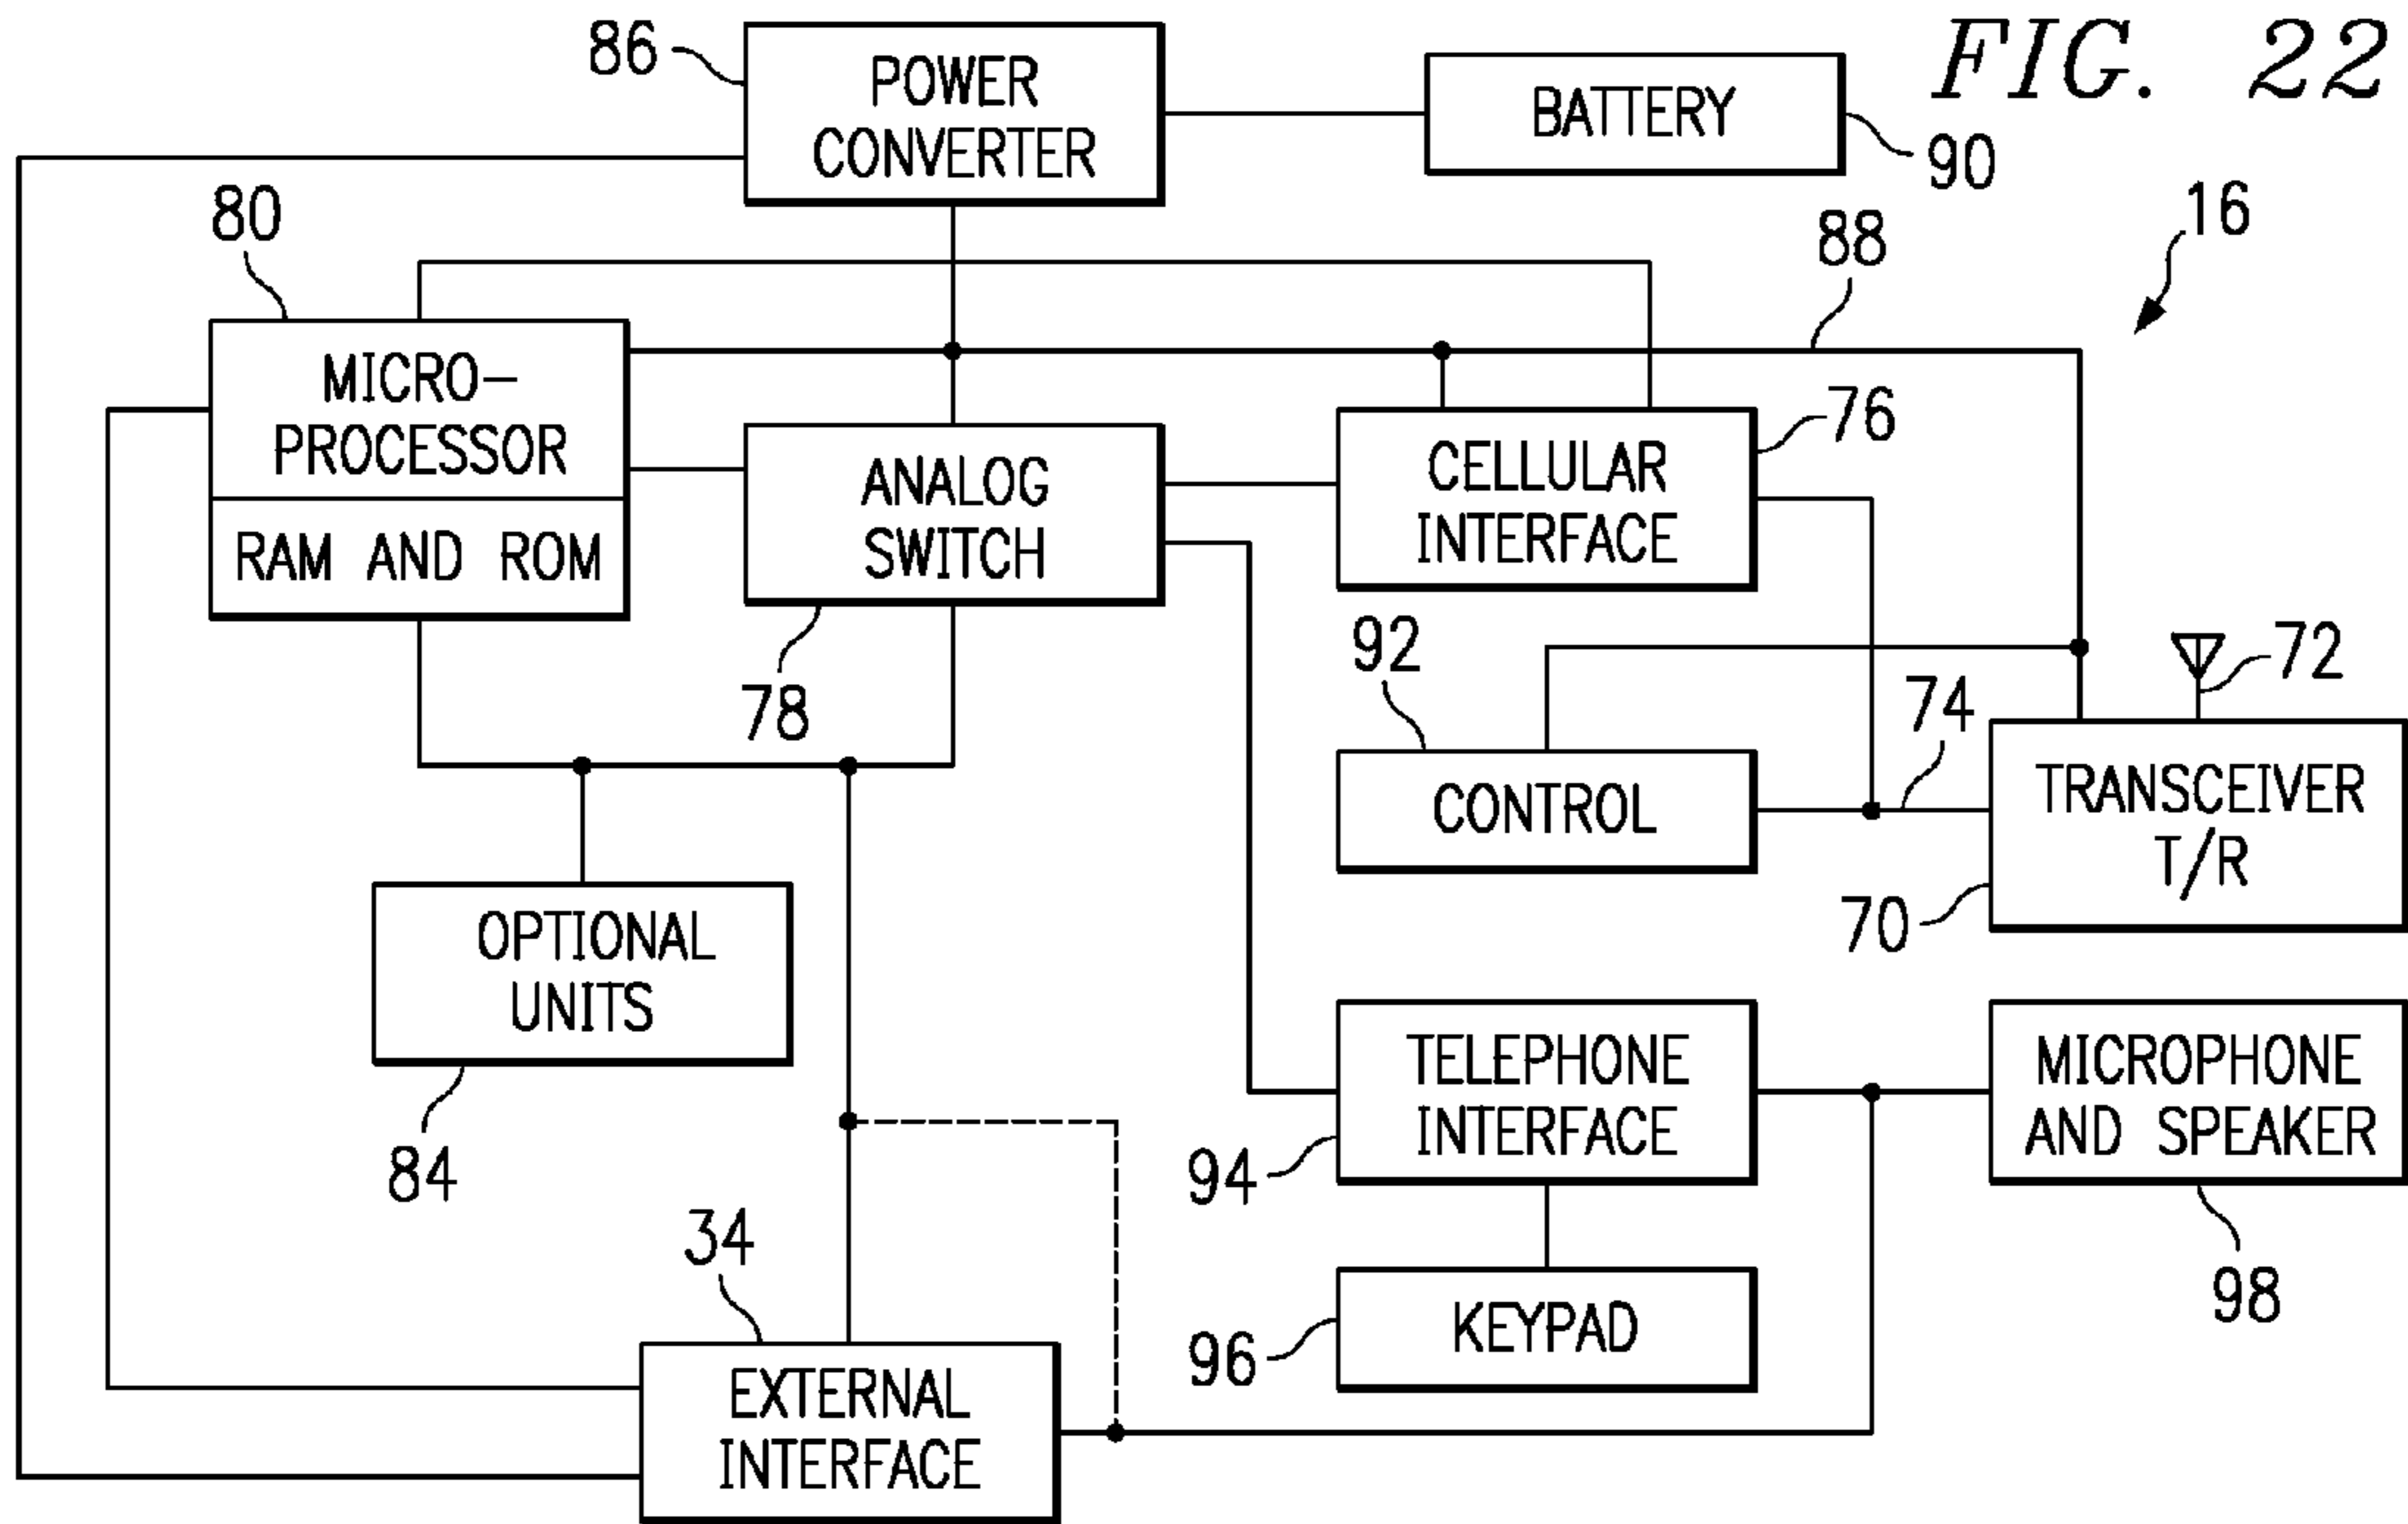 FIG. 22
86
POWER
CONVERTER
BATTERY
90
16
80
88
MICRO-
PROCESSOR
RAM AND ROM
ANALOG
SWITCH
78
CELLULAR
INTERFACE
76
92
CONTROL
74
72
TRANSCEIVER
T/R
70
OPTIONAL
UNITS
84
TELEPHONE
INTERFACE
94
MICROPHONE
AND SPEAKER
98
34
EXTERNAL
INTERFACE
KEYPAD
96